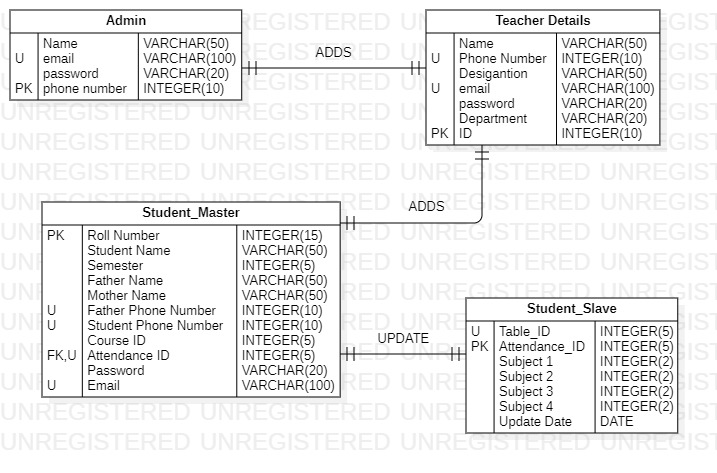 Admin
Name VARCHAR(50)
U email VARCHAR(100)
password VARCHAR(20)
PK phone number INTEGER(10)
ADDS
Teacher Details
Name VARCHAR(50)
U Phone Number INTEGER(10)
Desigantion VARCHAR(50)
U email VARCHAR(100)
password VARCHAR(20)
Department VARCHAR(20)
PK ID INTEGER(10)
ADDS
Student_Master
PK Roll Number INTEGER(15)
Student Name VARCHAR(50)
Semester INTEGER(5)
Father Name VARCHAR(50)
Mother Name VARCHAR(50)
U Father Phone Number INTEGER(10)
U Student Phone Number INTEGER(10)
Course ID INTEGER(5)
FK,U Attendance ID INTEGER(5)
Password VARCHAR(20)
U Email VARCHAR(100)
UPDATE
Student_Slave
U Table_ID INTEGER(5)
PK Attendance_ID INTEGER(5)
Subject 1 INTEGER(2)
Subject 2 INTEGER(2)
Subject 3 INTEGER(2)
Subject 4 INTEGER(2)
Update Date DATE
UNREGISTERED